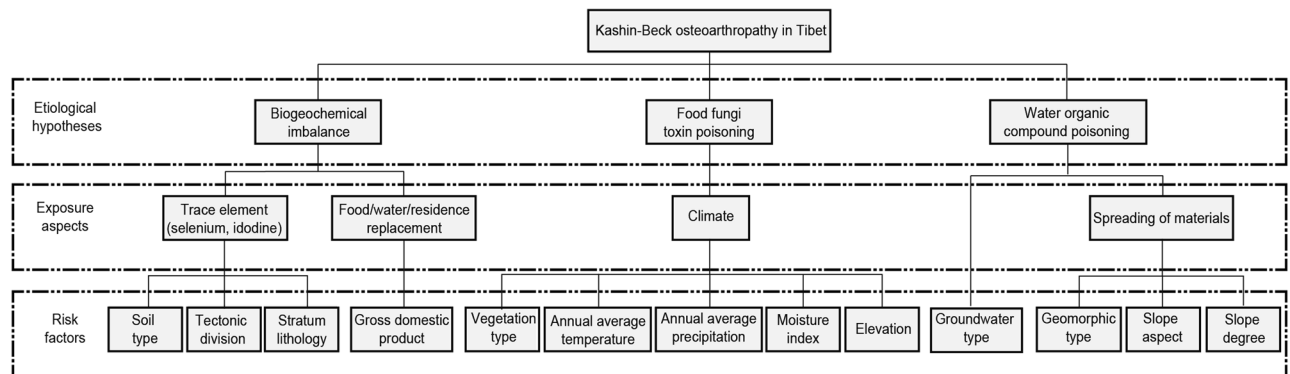 Kashin-Beck osteoarthropathy in Tibet
Etiological
hypotheses
Biogeochemical
imbalance
Food fungi
toxin poisoning
Water organic
compound poisoning
Exposure
aspects
Trace element
(selenium, idodine)
Food/water/residence
replacement
Climate
Spreading of materials
Risk
factors
Soil
type
Tectonic
division
Stratum
lithology
Gross domestic
product
Vegetation
type
Annual average
temperature
Annual average
precipitation
Moisture
index
Elevation
Groundwater
type
Geomorphic
type
Slope
aspect
Slope
degree